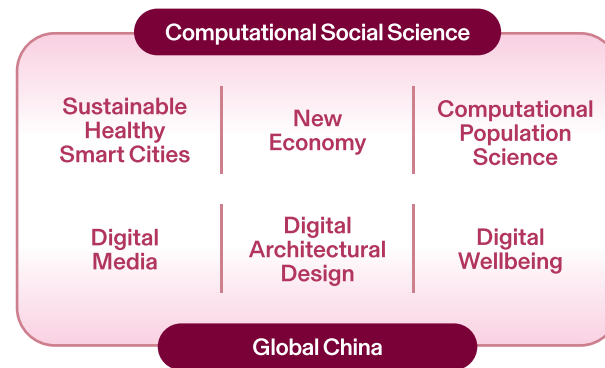 Computational Social Science
Sustainable
Healthy
Smart Cities
New
Economy
Computational
Population
Science
Digital
Media
Digital
Architectural
Design
Digital
Wellbeing
Global China